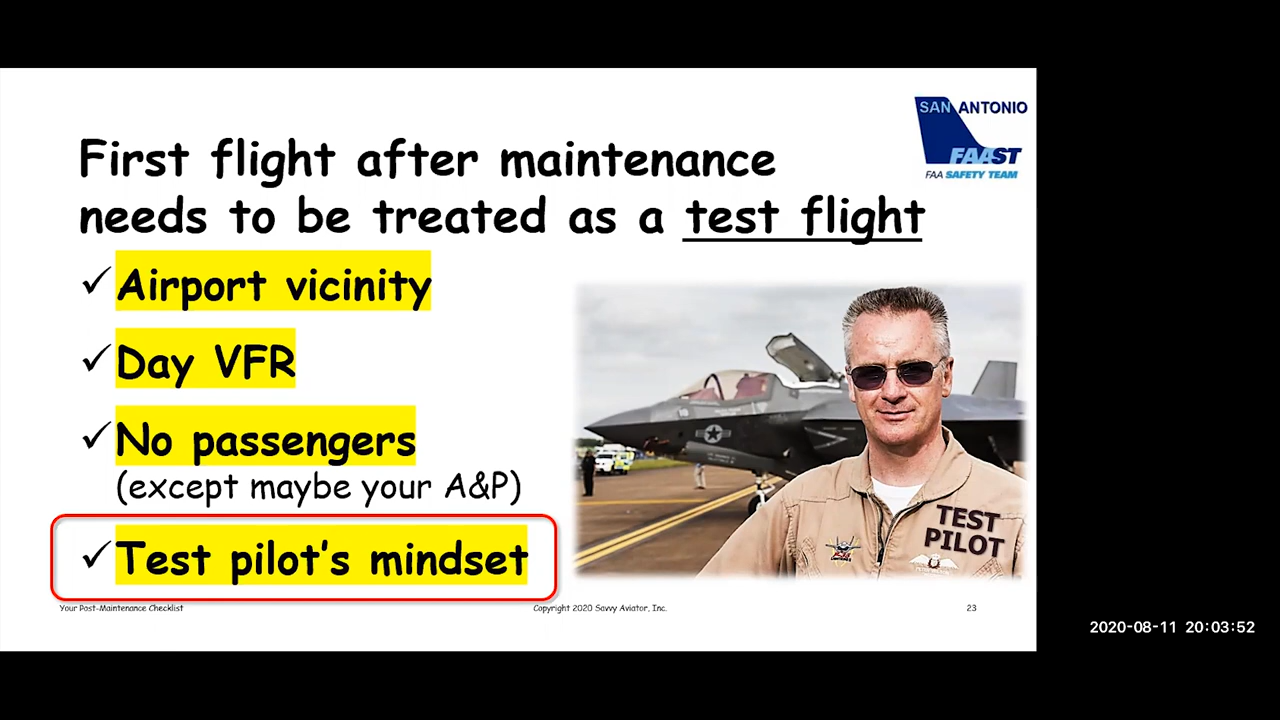 SAN ANTONIO
FAAST
FAA SAFETY TEAM
First flight after maintenance
needs to be treated as a test flight
✓ Airport vicinity
✓ Day VFR
✓ No passengers
(except maybe your A&P)
✓ Test pilot's mindset
TEST
PILOT
Your Post-Maintenance Checklist
Copyright 2020 Savvy Aviator, Inc.
23
2020-08-11 20:03:52